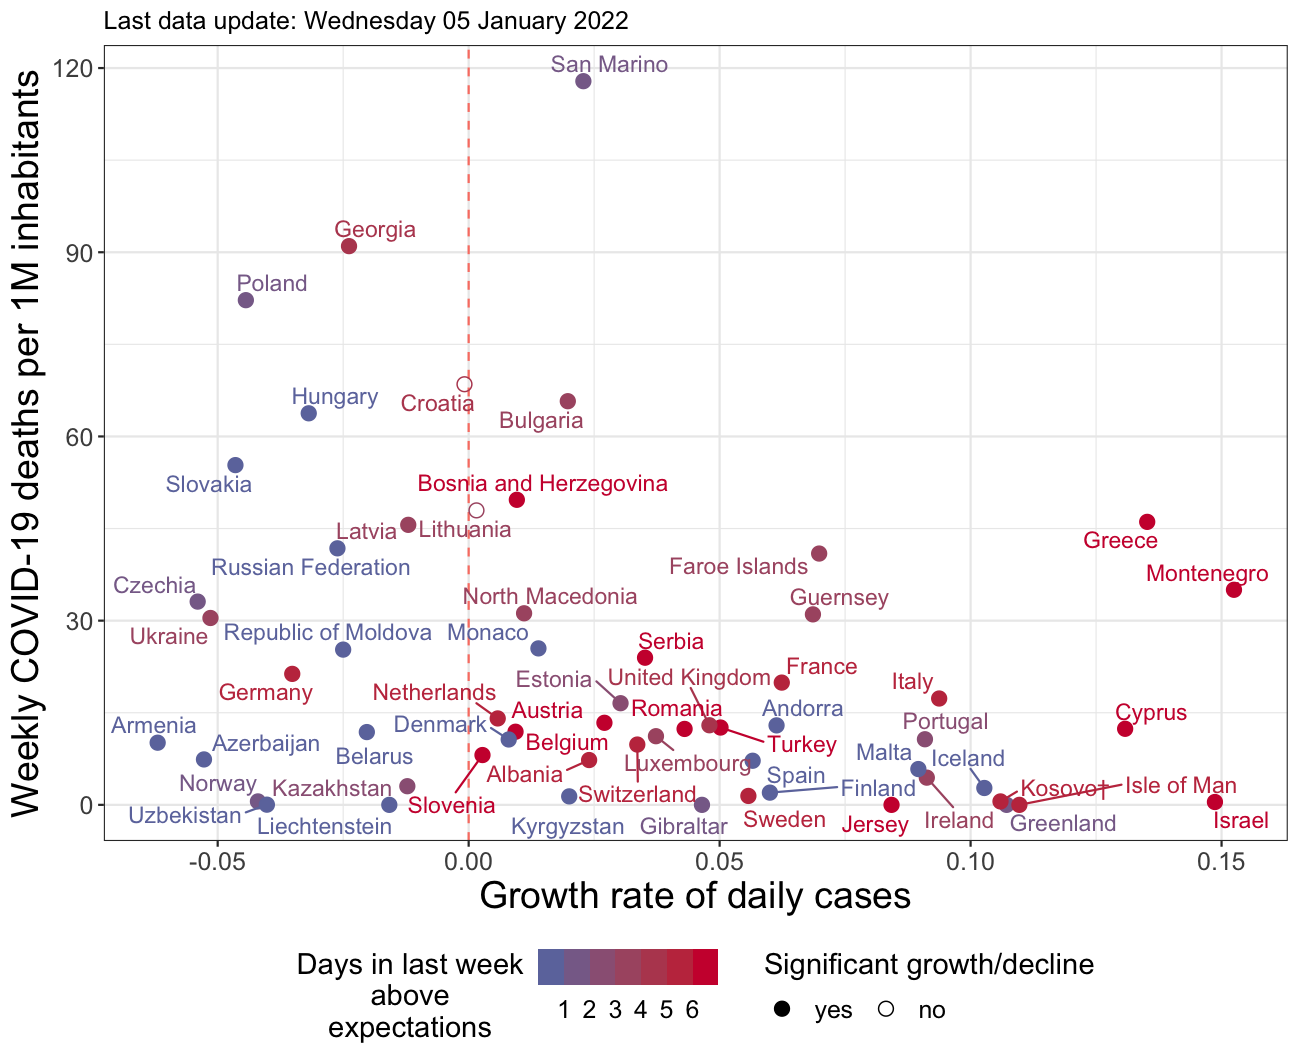 Last data update: Wednesday 05 January 2022
Weekly COVID-19 deaths per 1M inhabitants
120
90
60
30
0
San Marino
Georgia
Poland
Hungary
Croatia
Bulgaria
Slovakia
Bosnia and Herzegovina
Latvia
Lithuania
Greece
Russian Federation
Faroe Islands
Montenegro
Czechia
North Macedonia
Guernsey
Ukraine
Republic of Moldova
Monaco
Serbia
France
Estonia
United Kingdom
Italy
Germany
Netherlands
Austria
Romania
Andorra
Cyprus
Armenia
Denmark
Portugal
Azerbaijan
Belgium
Turkey
Belarus
Malta
Iceland
Luxembourg
Albania
Spain
Norway
Kazakhstan
Switzerland
Finland
Kosovo†
Isle of Man
Slovenia
Uzbekistan
Liechtenstein
Kyrgyzstan
Gibraltar
Sweden
Jersey
Ireland
Greenland
Israel
-0.05
0.00
0.05
0.10
0.15
Growth rate of daily cases
Days in last week
above
expectations
1 2 3 4 5 6
Significant growth/decline
yes
no